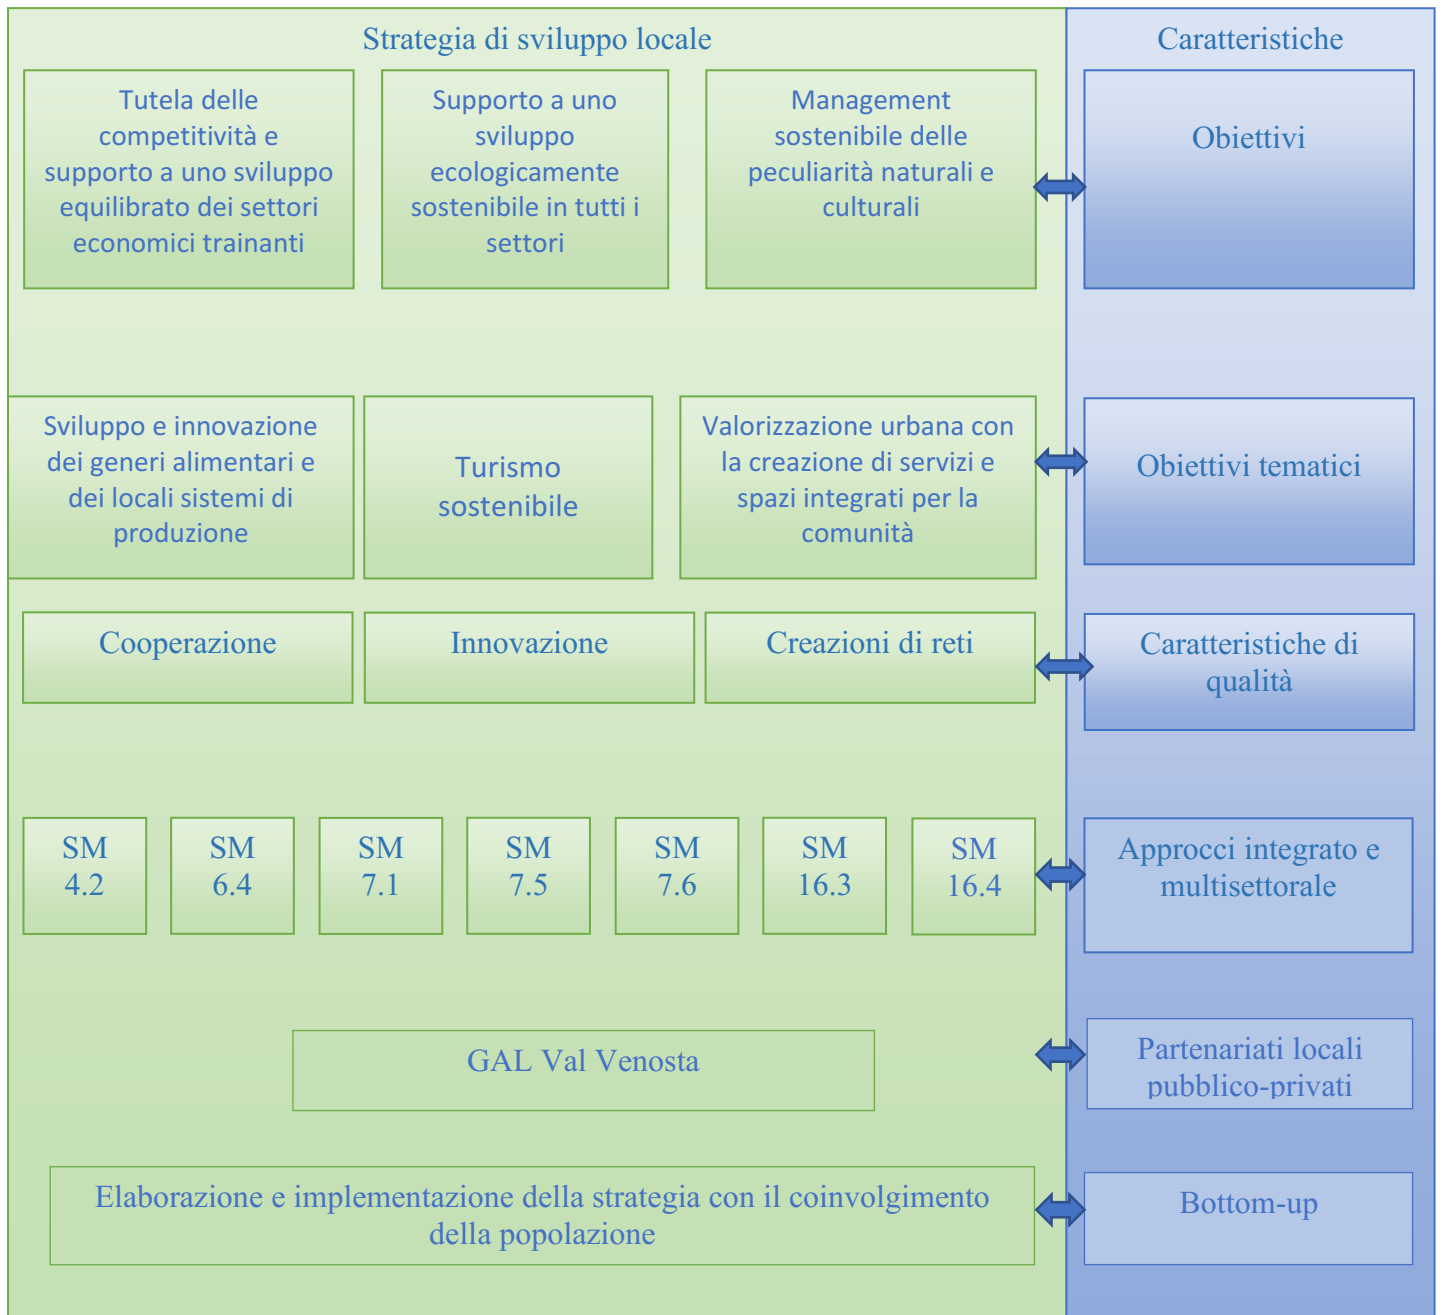 Strategia di sviluppo locale
Caratteristiche
Tutela delle
competitività e
supporto a uno sviluppo
equilibrato dei settori
economici trainanti
Supporto a uno
sviluppo
ecologicamente
sostenibile in tutti i
settori
Management
sostenibile delle
peculiarità naturali e
culturali
Obiettivi
Sviluppo e innovazione
dei generi alimentari e
dei locali sistemi di
produzione
Turismo
sostenibile
Valorizzazione urbana con
la creazione di servizi e
spazi integrati per la
comunità
Obiettivi tematici
Cooperazione
Innovazione
Creazioni di reti
Caratteristiche di
qualità
SM
4.2
SM
6.4
SM
7.1
SM
7.5
SM
7.6
SM
16.3
SM
16.4
Approcci integrato e
multisettorale
GAL Val Venosta
Partenariati locali
pubblico-privati
Elaborazione e implementazione della strategia con il coinvolgimento
della popolazione
Bottom-up